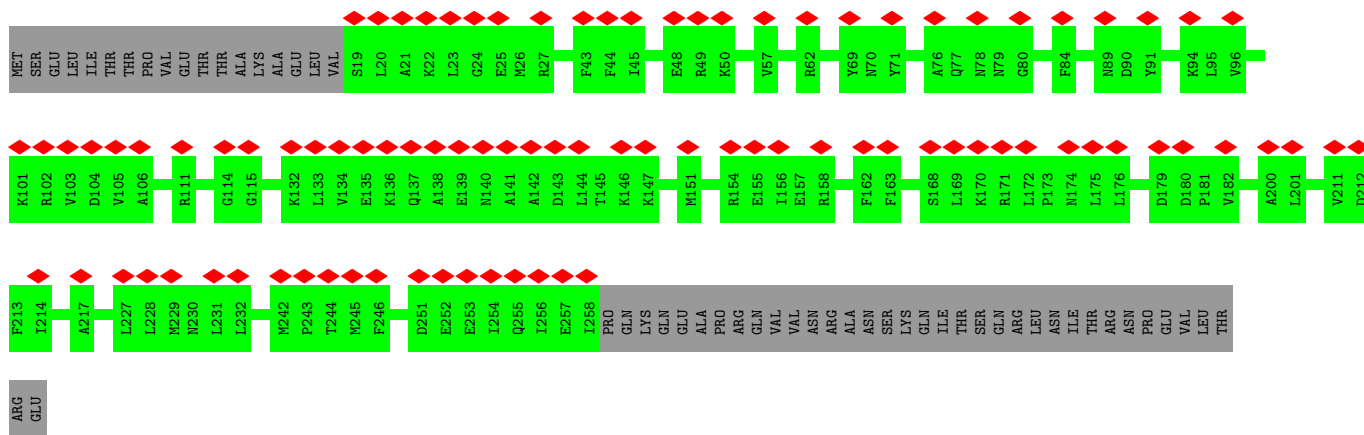 MET SER GLU LEU ILE THR THR PRO VAL GLU THR THR ALA LYS ALA GLU LEU VAL S19 L20 A21 K22 L23 G24 E25 M26 R27 F43 F44 I45 E48 R49 K50 V57 R62 Y69 N70 Y71 A76 Q77 N78 N79 G80 F84 N89 D90 Y91 K94 L95 V96
K101 R102 V103 D104 V105 A106 R111 G114 G115 K132 L133 V134 E135 K136 Q137 A138 E139 N140 A141 A142 D143 L144 T145 K146 K147 M151 R154 E155 I156 E157 R158 F162 F163 S168 L169 K170 R171 L172 P173 N174 L175 L176 D179 D180 P181 V182 A200 L201 V211 D212
F213 I214 A217 L227 L228 M229 N230 L231 L232 M242 P243 T244 M245 F246 D251 E252 E253 I254 Q255 I256 E257 I258 PRO GLN LYS GLN GLU ALA PRO ARG GLN VAL VAL ASN ARG ALA ASN SER LYS GLN ILE THR SER GLN ARG LEU ASN ILE THR ARG ASN PRO GLU VAL LEU THR
ARG GLU